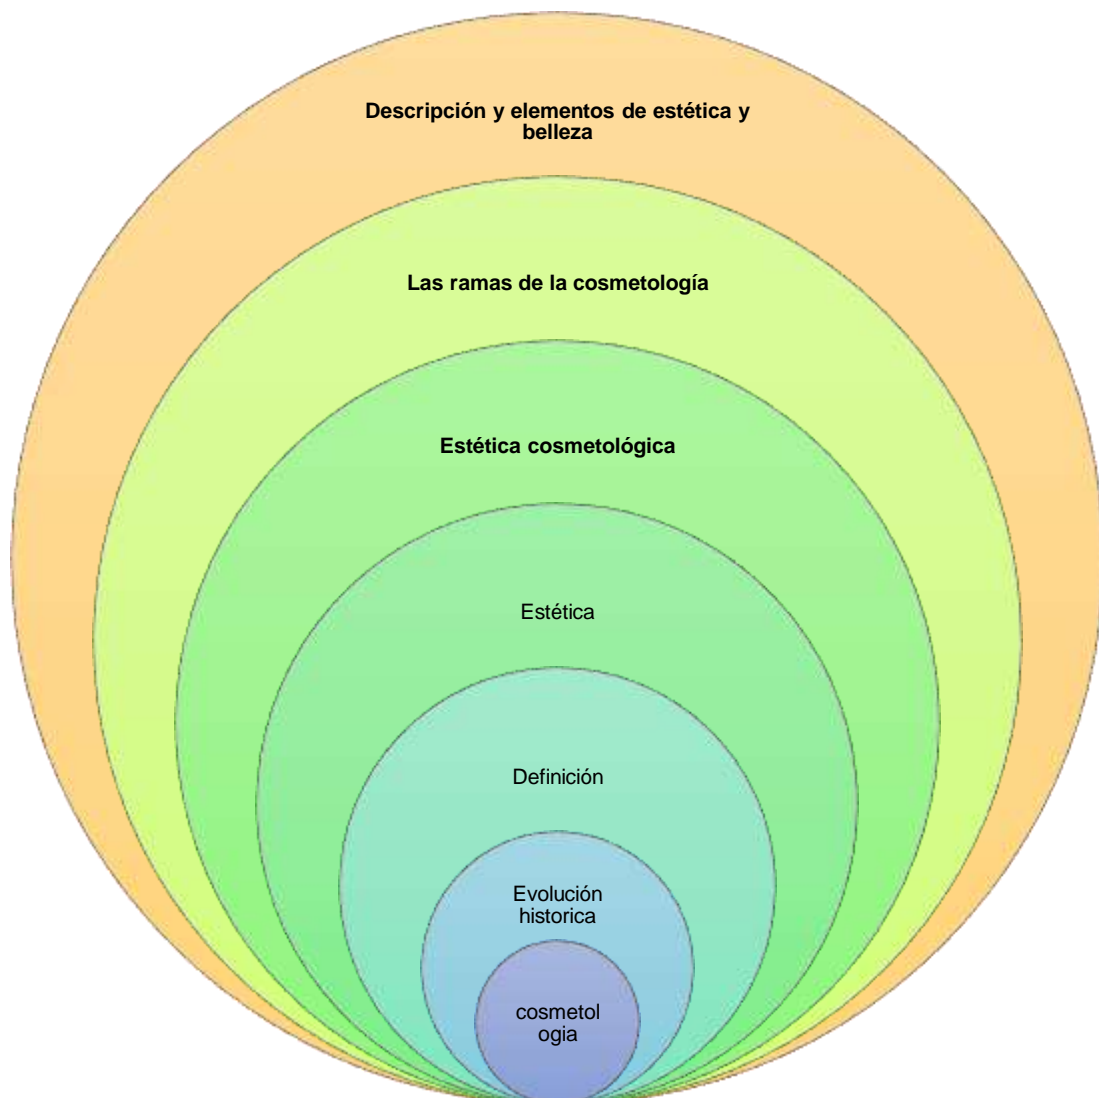 Descripción y elementos de estética y
belleza
Las ramas de la cosmetología
Estética cosmetológica
Estética
Definición
Evolución
historica
cosmetol
ogia